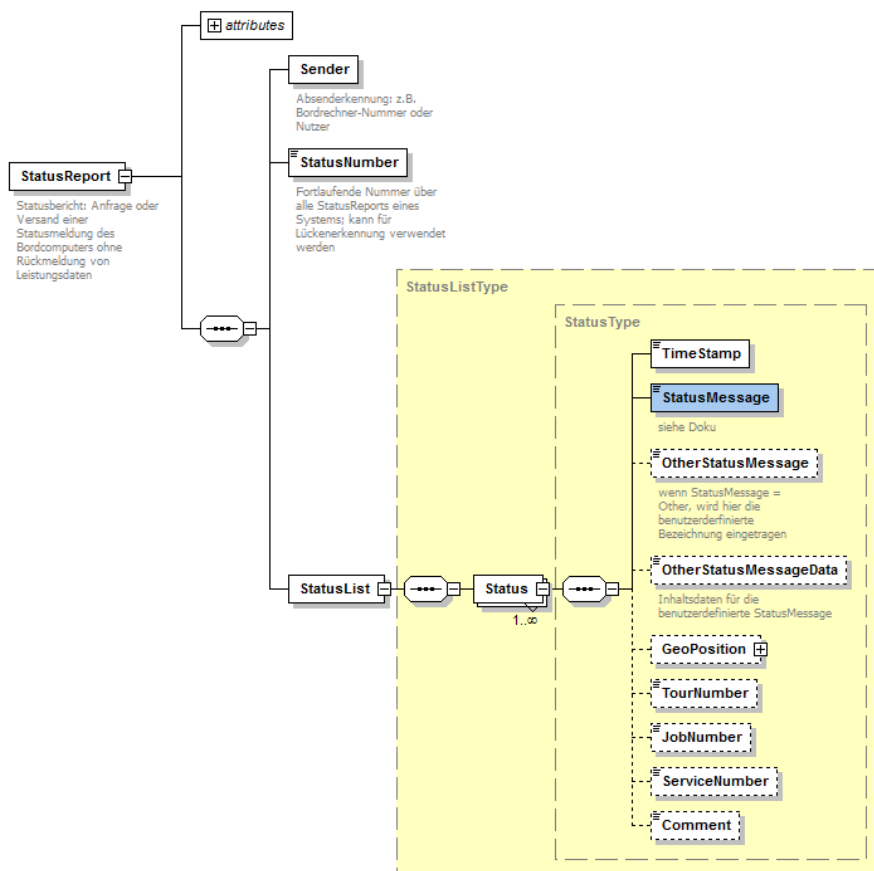 attributes
Sender
Absenderkennung: z.B.
Bordrechner-Nummer oder
Nutzer
StatusNumber
Fortlaufende Nummer über
alle StatusReports eines
Systems; kann für
Lückenerkennung verwendet
werden
StatusReport
Statusbericht: Anfrage oder
Versand einer
Statusmeldung des
Bordcomputers ohne
Rückmeldung von
Leistungsdaten
StatusListType
StatusType
TimeStamp
StatusMessage
siehe Doku
OtherStatusMessage
wenn StatusMessage =
Other, wird hier die
benutzerderfinierte
Bezeichnung eingetragen
OtherStatusMessageData
Inhaltsdaten für die
benutzerdefinierte StatusMessage
StatusList
Status
1..∞
GeoPosition
TourNumber
JobNumber
ServiceNumber
Comment